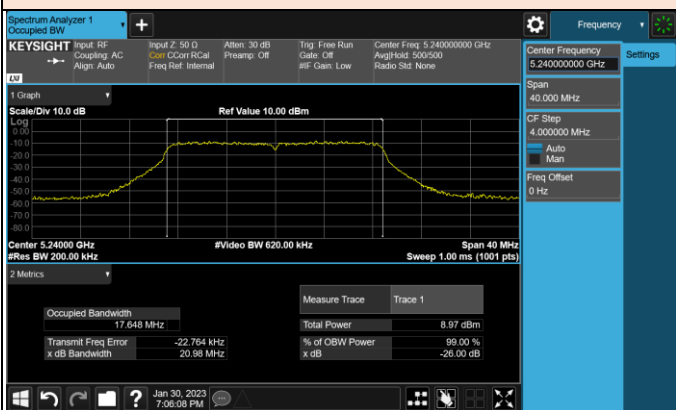 Spectrum Analyzer 1
Occupied BW
Frequency
KEYSIGHT
Input: RF
Coupling: AC
Align: Auto
Input Z: 50 Ω
Corr CCorr RCal
Freq Ref: Internal
Atten: 30 dB
Preamp: Off
Trig: Free Run
Gate: Off
#IF Gain: Low
Center Freq: 5.240000000 GHz
Avg|Hold: 500/500
Radio Std: None
LXI
1 Graph
Scale/Div 10.0 dB
Ref Value 10.00 dBm
Log
0.00
-10.0
-20.0
-30.0
-40.0
-50.0
-60.0
-70.0
-80.0
Center 5.24000 GHz
#Video BW 620.00 kHz
Span 40 MHz
#Res BW 200.00 kHz
Sweep 1.00 ms (1001 pts)
2 Metrics
Measure Trace
Trace 1
Occupied Bandwidth
17.648 MHz
Total Power
8.97 dBm
Transmit Freq Error
-22.764 kHz
% of OBW Power
99.00 %
x dB Bandwidth
20.98 MHz
x dB
-26.00 dB
Center Frequency
5.240000000 GHz
Settings
Span
40.000 MHz
CF Step
4.000000 MHz
Auto
Man
Freq Offset
0 Hz
?
Jan 30, 2023
7:06:08 PM